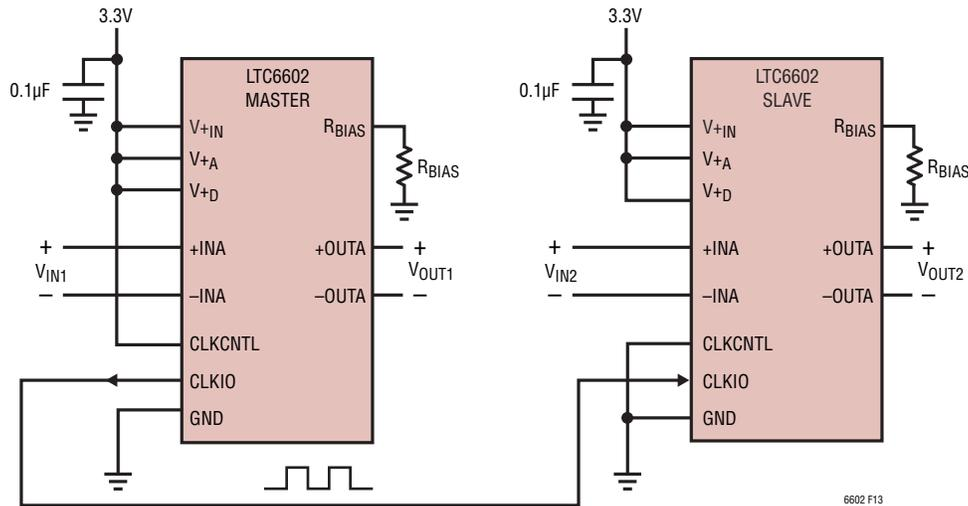 3.3V
0.1µF
LTC6602
MASTER
V+IN
V+A
V+D
RBIAS
RBIAS
+INA
–INA
+
VIN1
–
+OUTA
–OUTA
+
VOUT1
–
CLKCNTL
CLKIO
GND
3.3V
0.1µF
LTC6602
SLAVE
V+IN
V+A
V+D
RBIAS
RBIAS
+INA
–INA
+
VIN2
–
+OUTA
–OUTA
+
VOUT2
–
CLKCNTL
CLKIO
GND
6602 F13